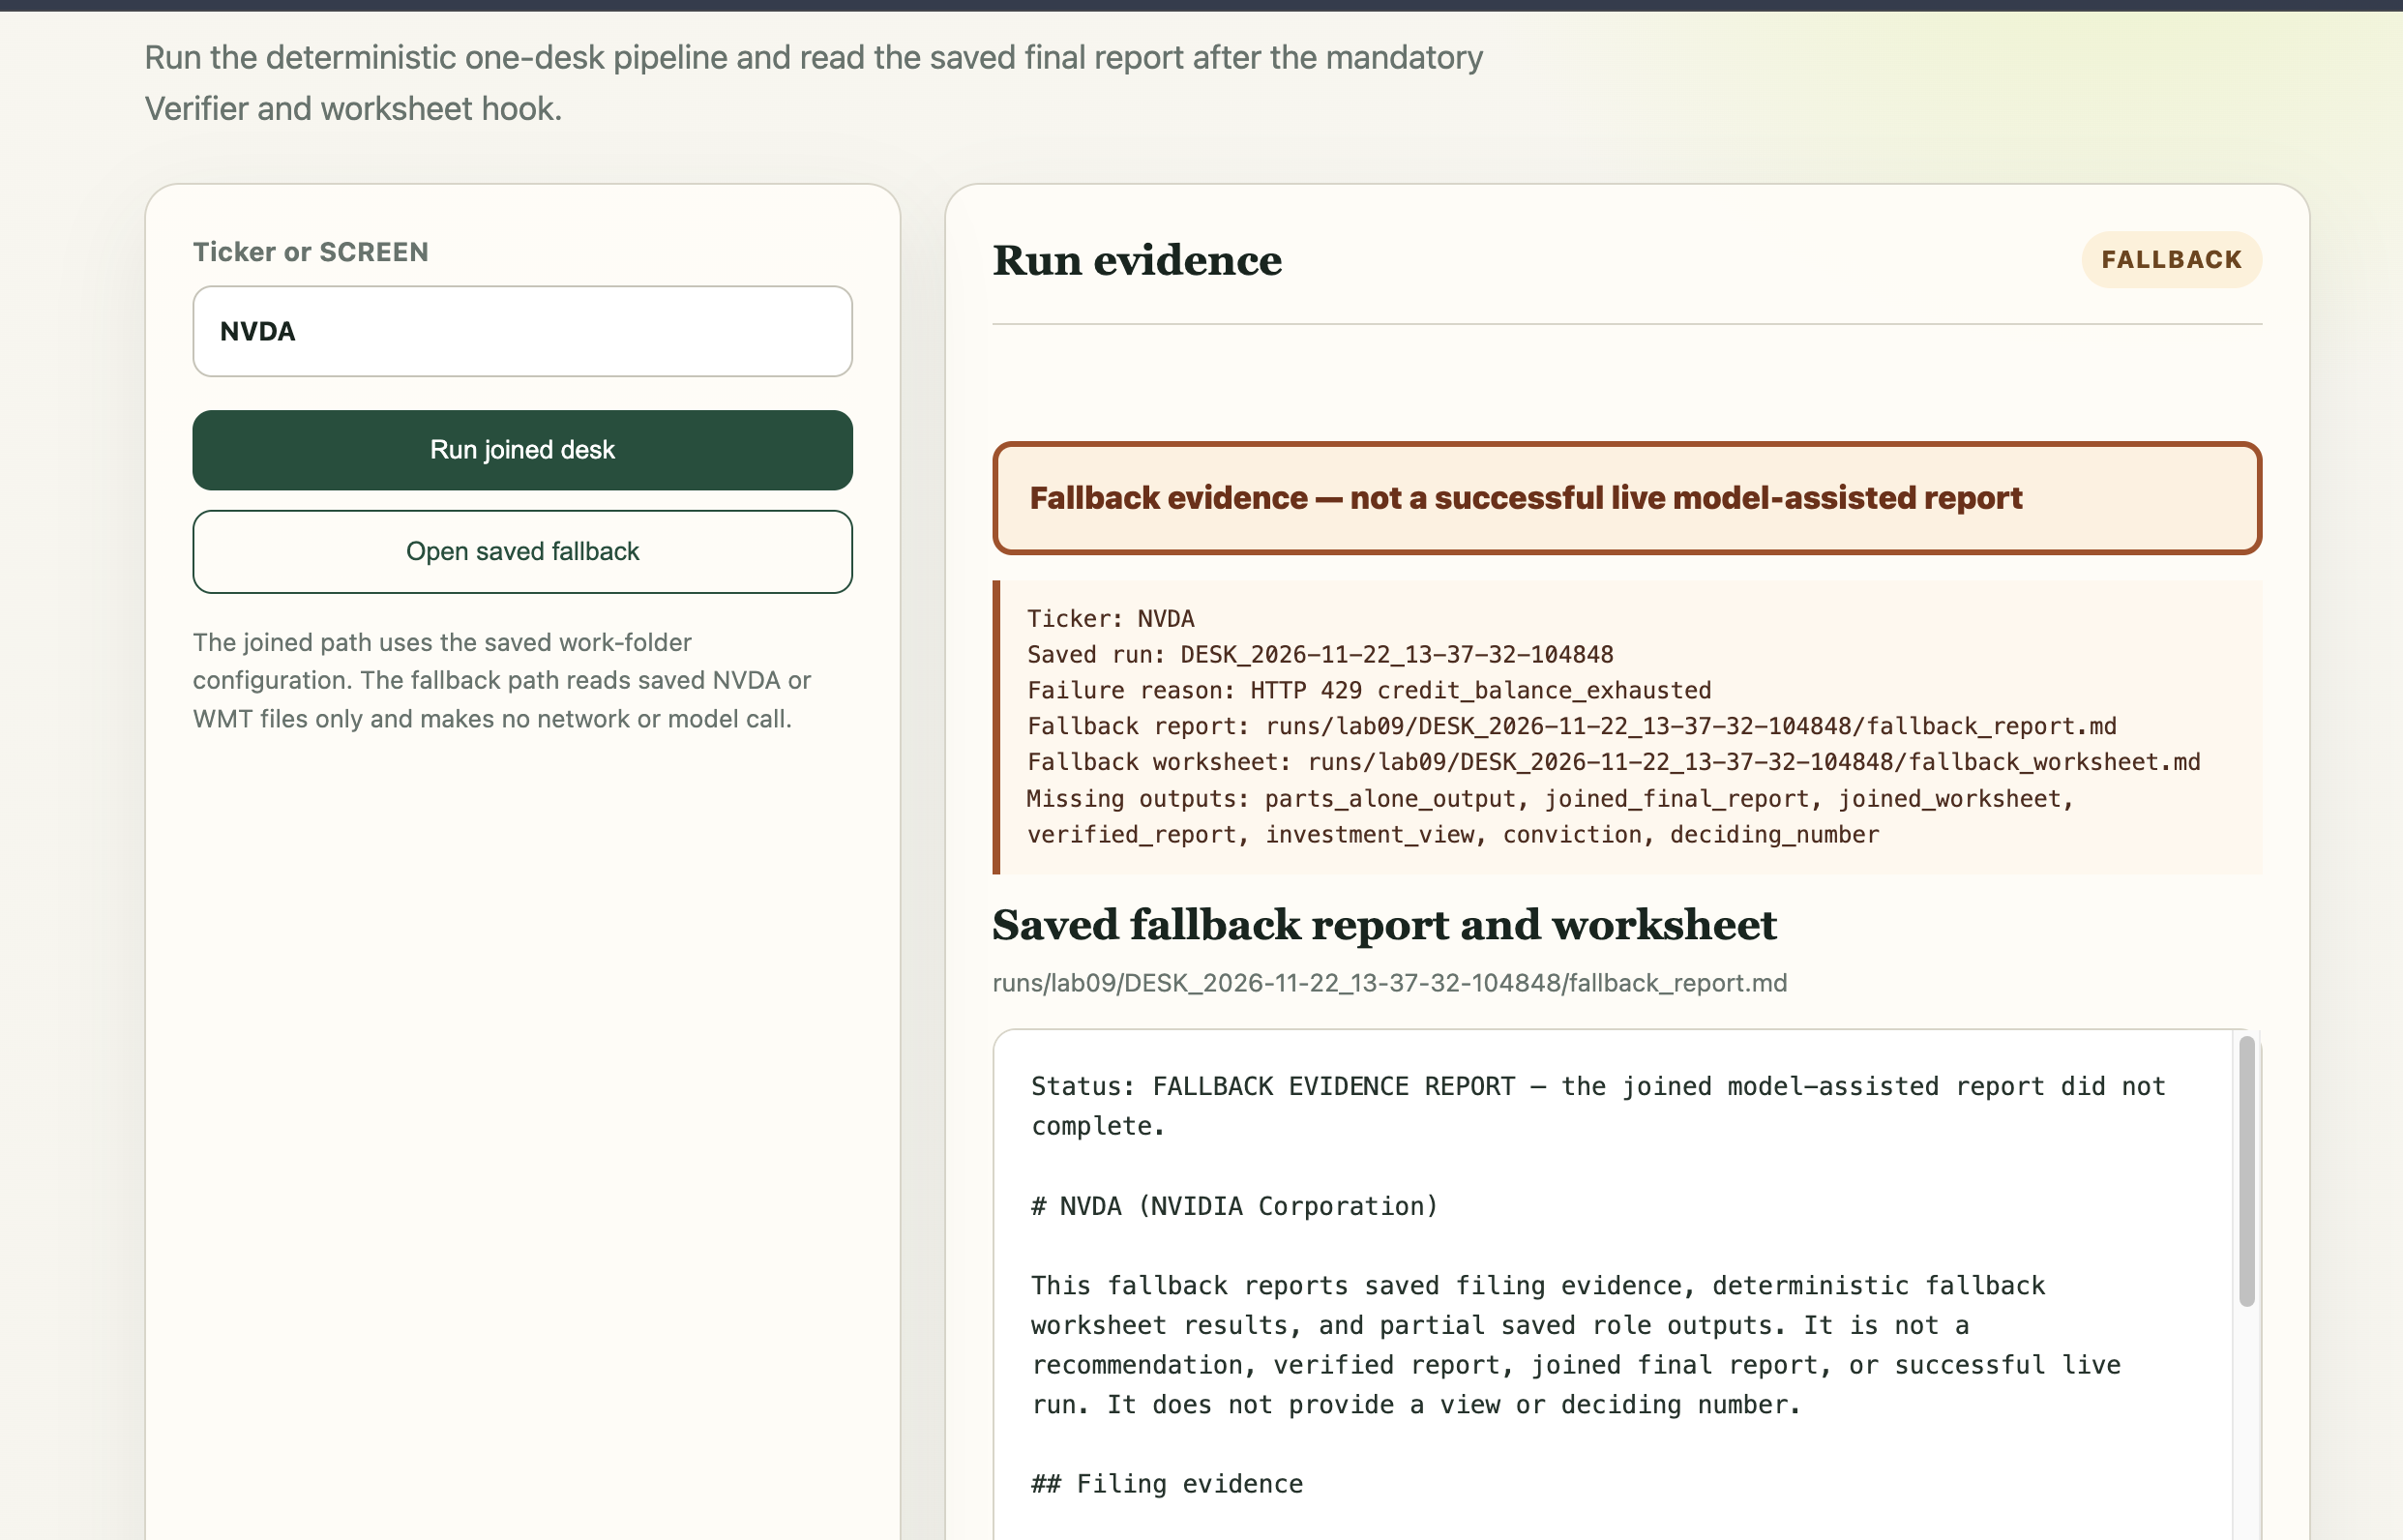 Run the deterministic one-desk pipeline and read the saved final report after the mandatory
Verifier and worksheet hook.
Ticker or SCREEN
NVDA
Run joined desk
Open saved fallback
The joined path uses the saved work-folder
configuration. The fallback path reads saved NVDA or
WMT files only and makes no network or model call.
Run evidence
FALLBACK
Fallback evidence — not a successful live model-assisted report
Ticker: NVDA
Saved run: DESK_2026-11-22_13-37-32-104848
Failure reason: HTTP 429 credit_balance_exhausted
Fallback report: runs/lab09/DESK_2026-11-22_13-37-32-104848/fallback_report.md
Fallback worksheet: runs/lab09/DESK_2026-11-22_13-37-32-104848/fallback_worksheet.md
Missing outputs: parts_alone_output, joined_final_report, joined_worksheet,
verified_report, investment_view, conviction, deciding_number
Saved fallback report and worksheet
runs/lab09/DESK_2026-11-22_13-37-32-104848/fallback_report.md
Status: FALLBACK EVIDENCE REPORT — the joined model-assisted report did not
complete.
# NVDA (NVIDIA Corporation)
This fallback reports saved filing evidence, deterministic fallback
worksheet results, and partial saved role outputs. It is not a
recommendation, verified report, joined final report, or successful live
run. It does not provide a view or deciding number.
## Filing evidence